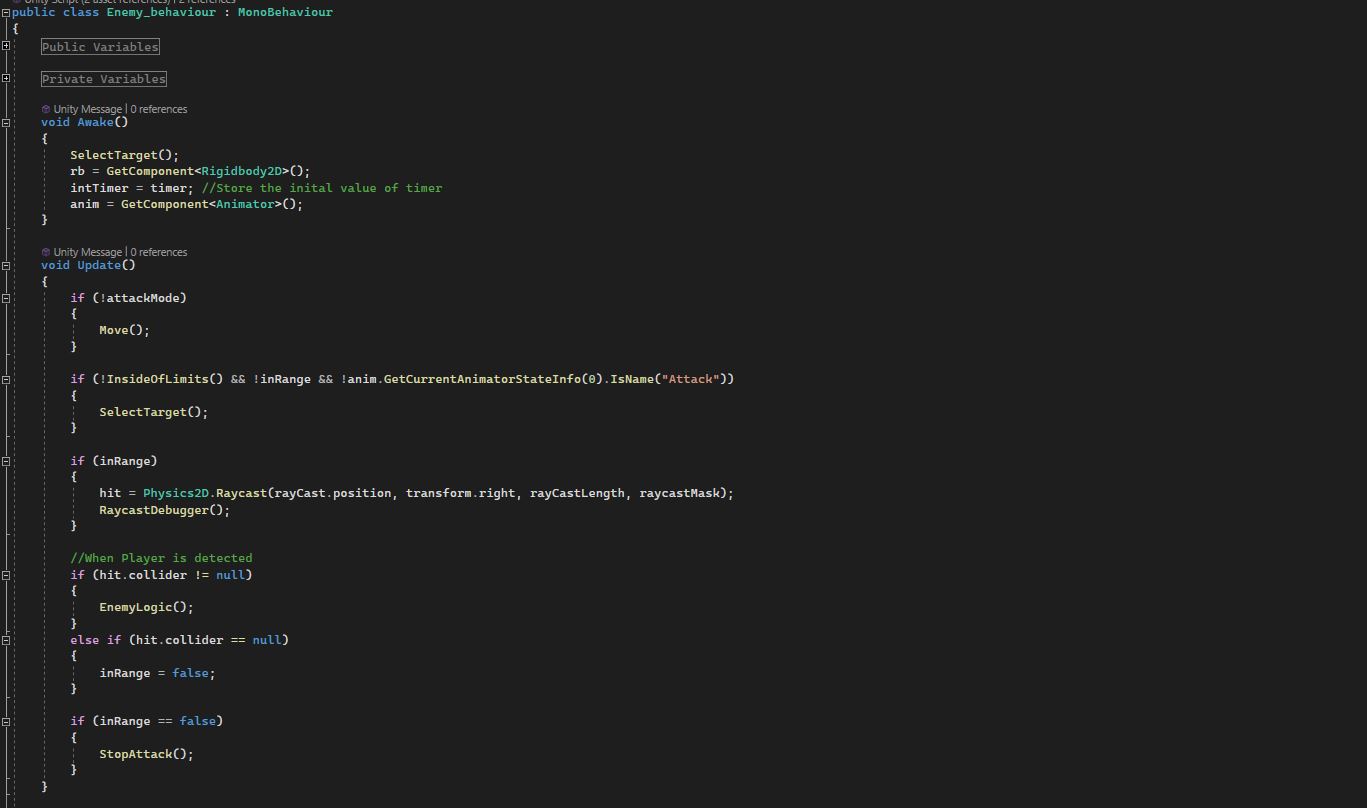 Unity Script (2 asset references) | 2 references
public class Enemy_behaviour : MonoBehaviour
{
Public Variables
Private Variables
Unity Message | 0 references
void Awake()
{
SelectTarget();
rb = GetComponent<Rigidbody2D>();
intTimer = timer; //Store the inital value of timer
anim = GetComponent<Animator>();
}
Unity Message | 0 references
void Update()
{
if (!attackMode)
{
Move();
}
if (!InsideOfLimits() && !inRange && !anim.GetCurrentAnimatorStateInfo(0).IsName("Attack"))
{
SelectTarget();
}
if (inRange)
{
hit = Physics2D.Raycast(rayCast.position, transform.right, rayCastLength, raycastMask);
RaycastDebugger();
}
//When Player is detected
if (hit.collider != null)
{
EnemyLogic();
}
else if (hit.collider == null)
{
inRange = false;
}
if (inRange == false)
{
StopAttack();
}
}